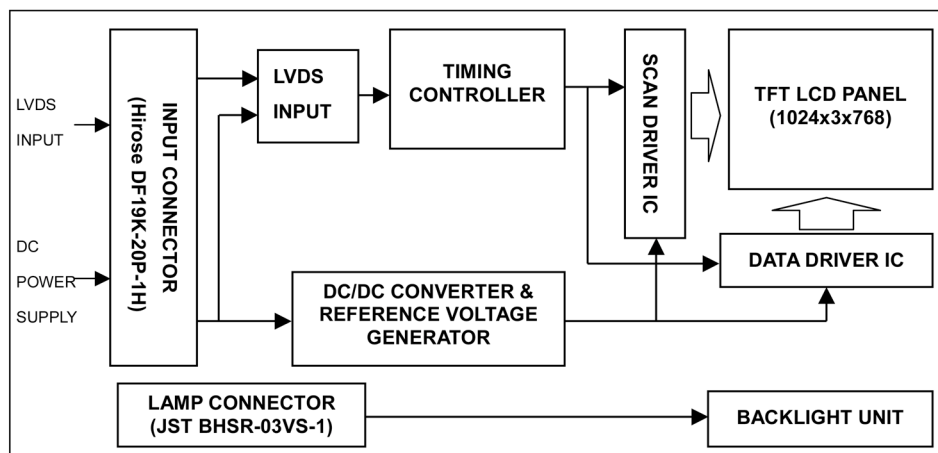 LVDS
INPUT
DC
POWER
SUPPLY
INPUT CONNECTOR
(Hirose DF19K-20P-1H)
LVDS
INPUT
TIMING
CONTROLLER
SCAN DRIVER IC
TFT LCD PANEL
(1024x3x768)
DATA DRIVER IC
DC/DC CONVERTER &
REFERENCE VOLTAGE
GENERATOR
LAMP CONNECTOR
(JST BHSR-03VS-1)
BACKLIGHT UNIT